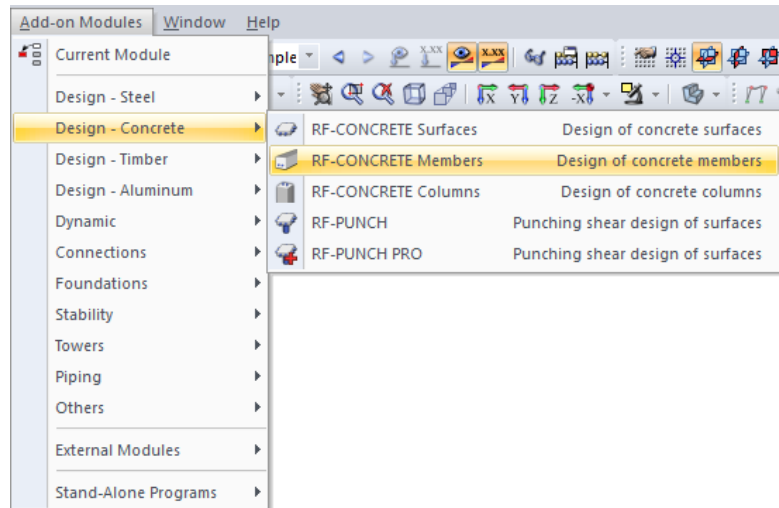 Add-on Modules Window Help
Current Module
Design - Steel
Design - Concrete
RF-CONCRETE Surfaces Design of concrete surfaces
Design - Timber
RF-CONCRETE Members Design of concrete members
Design - Aluminum
RF-CONCRETE Columns Design of concrete columns
Dynamic
RF-PUNCH Punching shear design of surfaces
Connections
RF-PUNCH PRO Punching shear design of surfaces
Foundations
Stability
Towers
Piping
Others
External Modules
Stand-Alone Programs